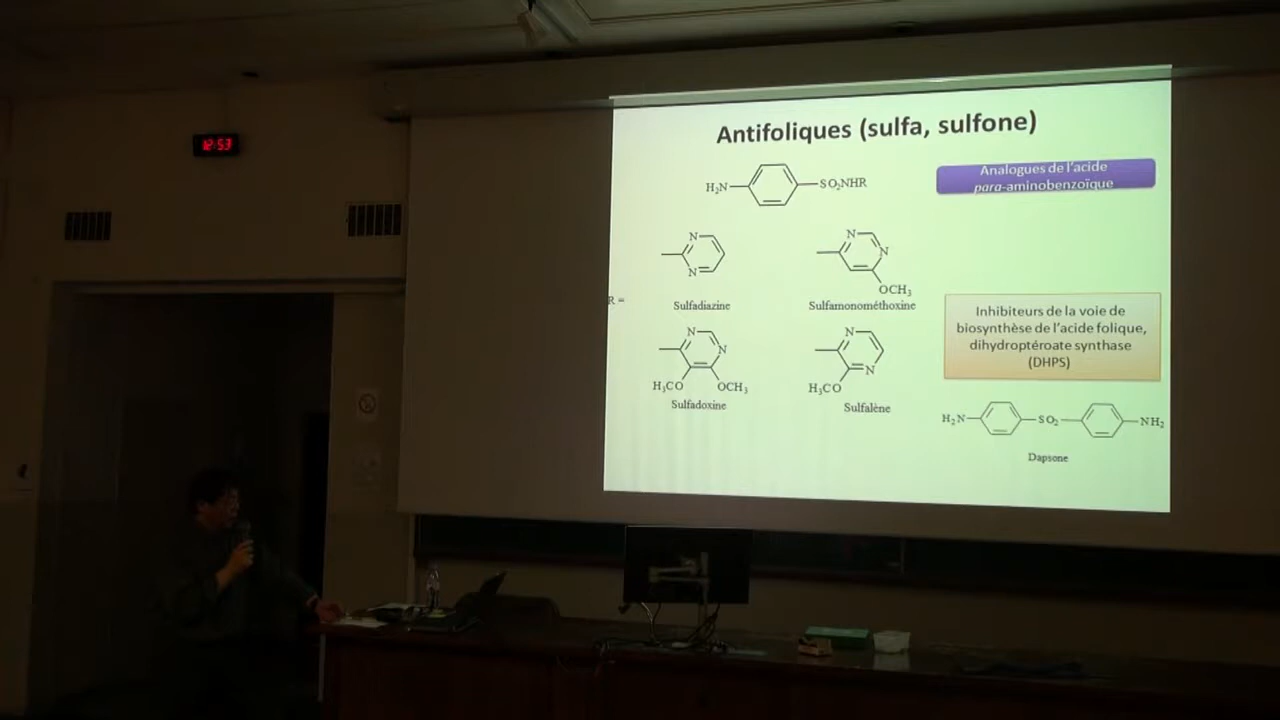 12:53
Antifoliques (sulfa, sulfone)
H₂N
SO₂NHR
Analogues de l'acide
para-aminobenzoïque
R =
N
N
Sulfadiazine
N
N
OCH₃
Sulfamonométhoxine
N
N
H₃CO
OCH₃
Sulfadoxine
N
N
H₃CO
Sulfalène
Inhibiteurs de la voie de
biosynthèse de l'acide folique,
dihydroptéroate synthase
(DHPS)
H₂N
SO₂
NH₂
Dapsone